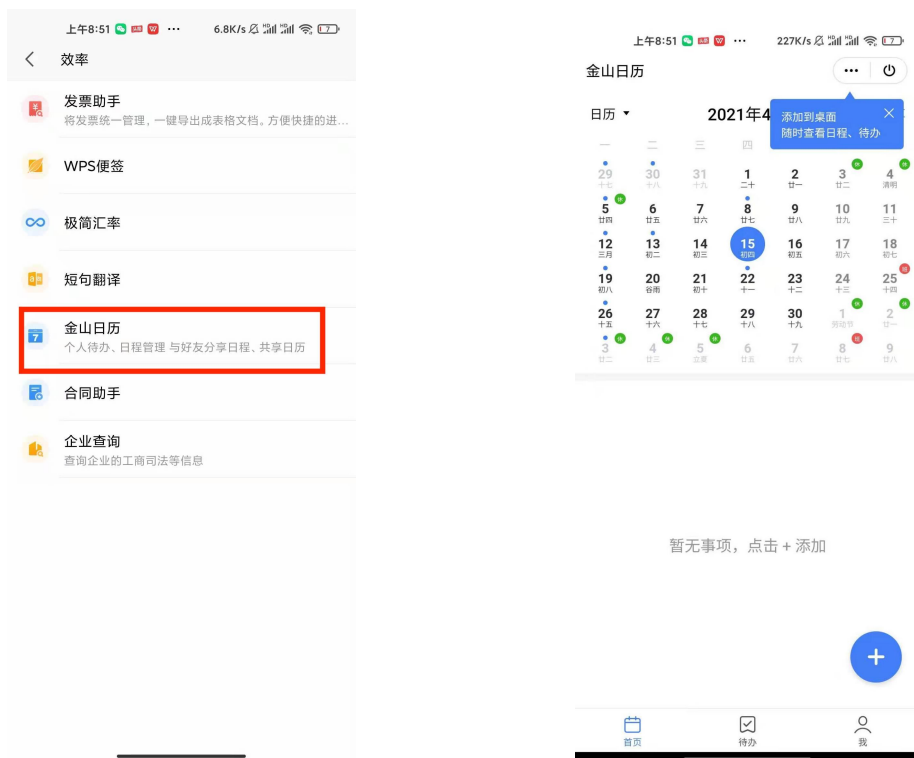 上午8:51 ··· 6.8K/s 7
效率
发票助手
将发票统一管理，一键导出成表格文档。方便快捷的进...
WPS便签
极简汇率
短句翻译
7
金山日历
个人待办、日程管理 与好友分享日程、共享日历
合同助手
企业查询
查询企业的工商司法等信息
上午8:51 ··· 227K/s 7
金山日历
日历 2021年4
添加到桌面
随时查看日程、待办
一 二 三 四
休 休
29 30 31 1 2 3 4
十七 十八 十九 二十 廿一 廿二 清明
休
5 6 7 8 9 10 11
廿四 廿五 廿六 廿七 廿八 廿九 三十
12 13 14 15 16 17 18
三月 初二 初三 初四 初五 初六 初七
班
19 20 21 22 23 24 25
初八 谷雨 初十 十一 十二 十三 十四
休 休
26 27 28 29 30 1 2
十五 十六 十七 十八 十九 劳动节 廿一
休 休 休 班
3 4 5 6 7 8 9
廿二 廿三 立夏 廿五 廿六 廿七 廿八
暂无事项，点击 + 添加
首页 待办 我